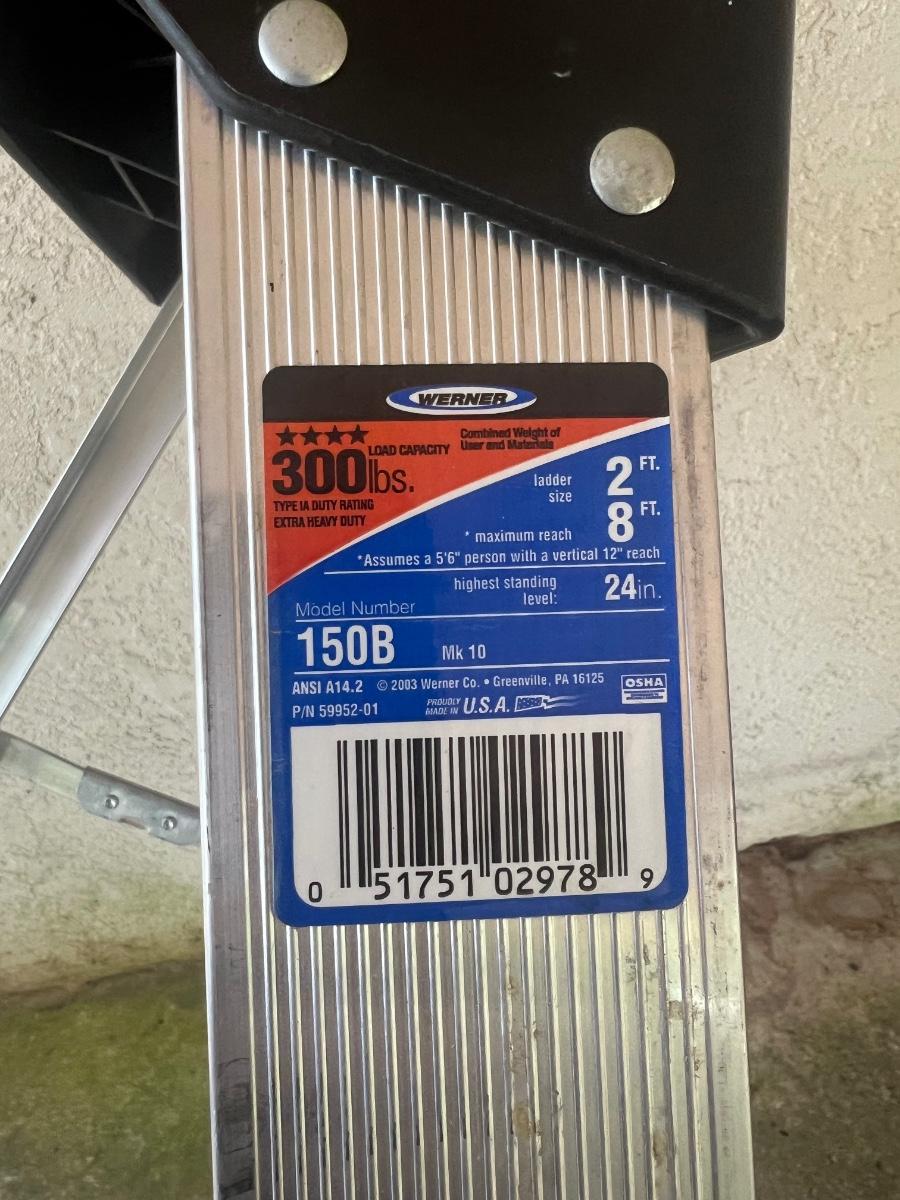 WERNER
★★★★
300lbs.
LOAD CAPACITY
Combined Weight of
User and Materials
TYPE IA DUTY RATING
EXTRA HEAVY DUTY
ladder
size
2 FT.
* maximum reach
8 FT.
*Assumes a 5'6" person with a vertical 12" reach
highest standing
level:
24in.
Model Number
150B
Mk 10
ANSI A14.2 © 2003 Werner Co. • Greenville, PA 16125
P/N 59952-01
PROUDLY
MADE IN U.S.A.
OSHA
0 51751 02978 9